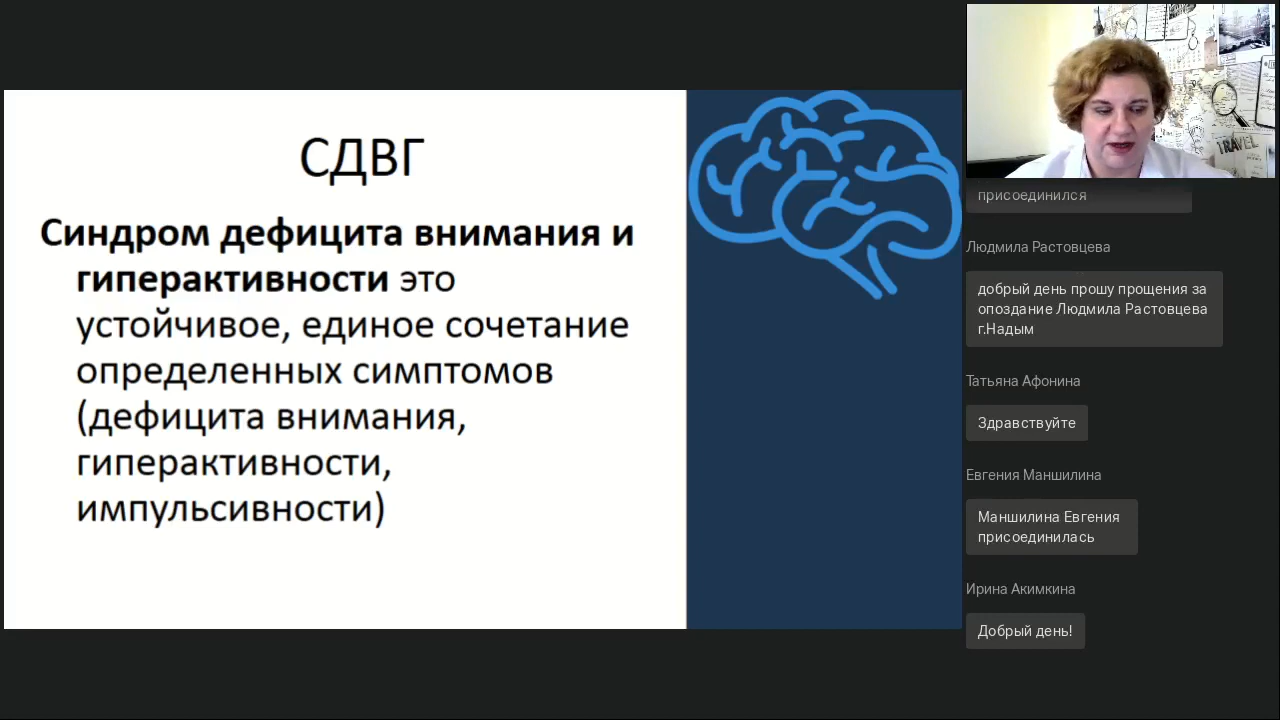 СДВГ
Синдром дефицита внимания и
гиперактивности это
устойчивое, единое сочетание
определенных симптомов
(дефицита внимания,
гиперактивности,
импульсивности)
TRAVEL
присоединился
Людмила Растовцева
добрый день прошу прощения за
опоздание Людмила Растовцева
г.Надым
Татьяна Афонина
Здравствуйте
Евгения Маншилина
Маншилина Евгения
присоединилась
Ирина Акимкина
Добрый день!